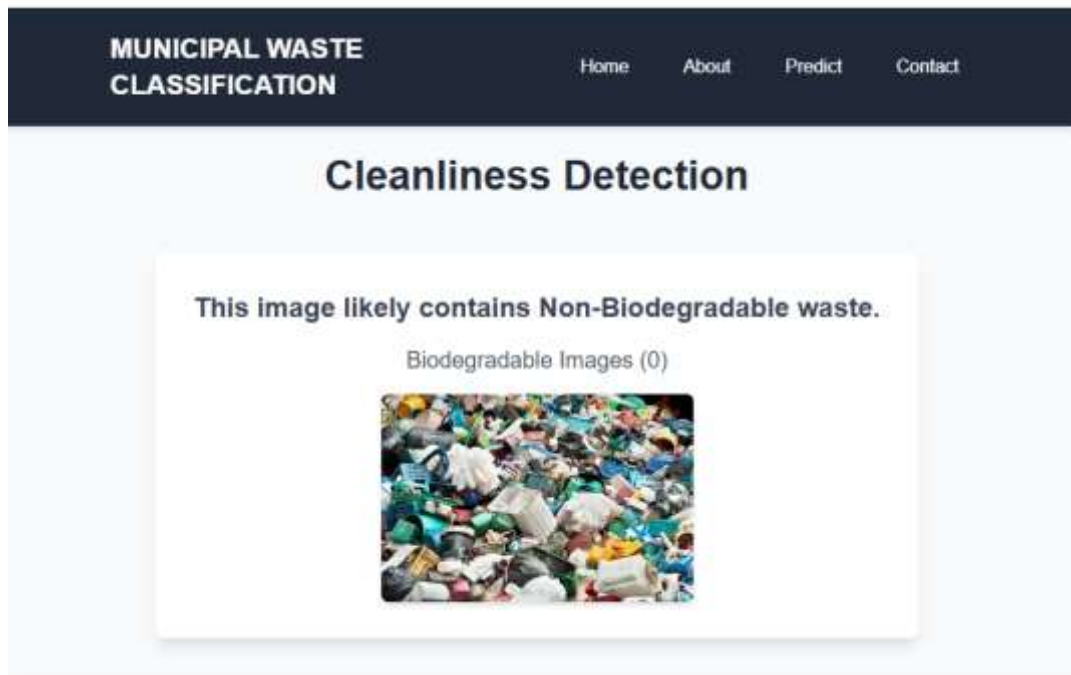 MUNICIPAL WASTE
CLASSIFICATION
Home About Predict Contact
Cleanliness Detection
This image likely contains Non-Biodegradable waste.
Biodegradable Images (0)